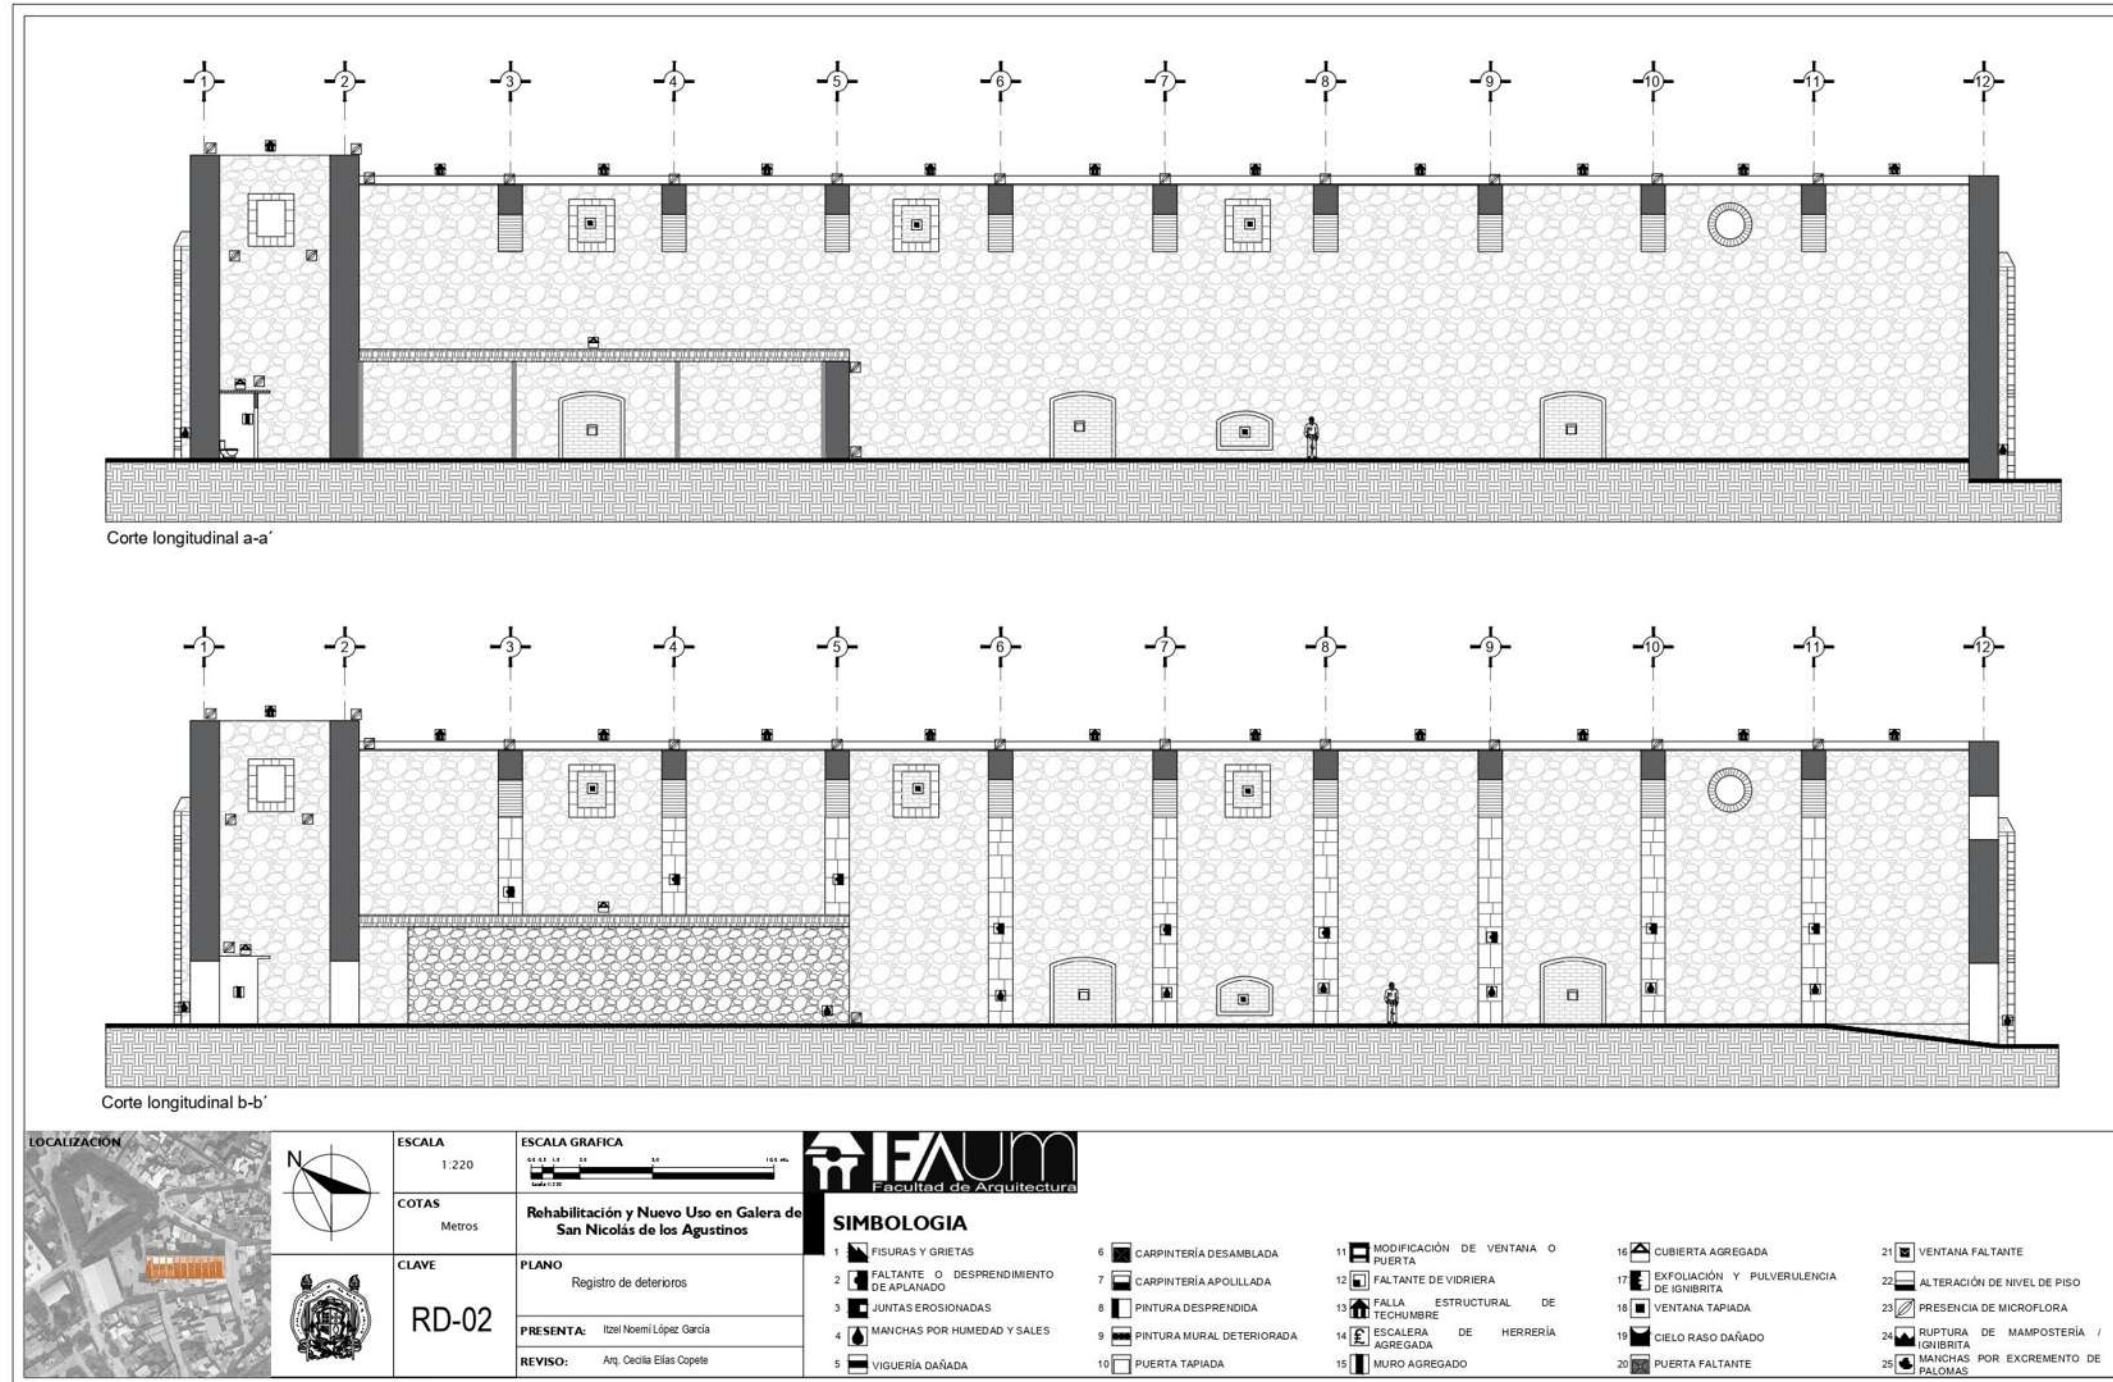 1 2 3 4 5 6 7 8 9 10 11 12
Corte longitudinal a-a´
1 2 3 4 5 6 7 8 9 10 11 12
Corte longitudinal b-b´
LOCALIZACIÓN
N
ESCALA
1:220
ESCALA GRAFICA
COTAS
Metros
Rehabilitación y Nuevo Uso en Galera de
San Nicolás de los Agustinos
CLAVE
RD-02
PLANO
Registro de deterioros
PRESENTA: Itzel Noemí López García
REVISO: Arq. Cecilia Elías Copete
FAUM
Facultad de Arquitectura
SIMBOLOGIA
1 FISURAS Y GRIETAS
2 FALTANTE O DESPRENDIMIENTO
DE APLANADO
3 JUNTAS EROSIONADAS
4 MANCHAS POR HUMEDAD Y SALES
5 VIGUERÍA DAÑADA
6 CARPINTERÍA DESAMBLADA
7 CARPINTERÍA APOLILLADA
8 PINTURA DESPRENDIDA
9 PINTURA MURAL DETERIORADA
10 PUERTA TAPIADA
11 MODIFICACIÓN DE VENTANA O
PUERTA
12 FALTANTE DE VIDRIERA
13 FALLA ESTRUCTURAL DE
TECHUMBRE
14 ESCALERA DE HERRERÍA
AGREGADA
15 MURO AGREGADO
16 CUBIERTA AGREGADA
17 EXFOLIACIÓN Y PULVERULENCIA
DE IGNIBRITA
18 VENTANA TAPIADA
19 CIELO RASO DAÑADO
20 PUERTA FALTANTE
21 VENTANA FALTANTE
22 ALTERACIÓN DE NIVEL DE PISO
23 PRESENCIA DE MICROFLORA
24 RUPTURA DE MAMPOSTERÍA /
IGNIBRITA
25 MANCHAS POR EXCREMENTO DE
PALOMAS